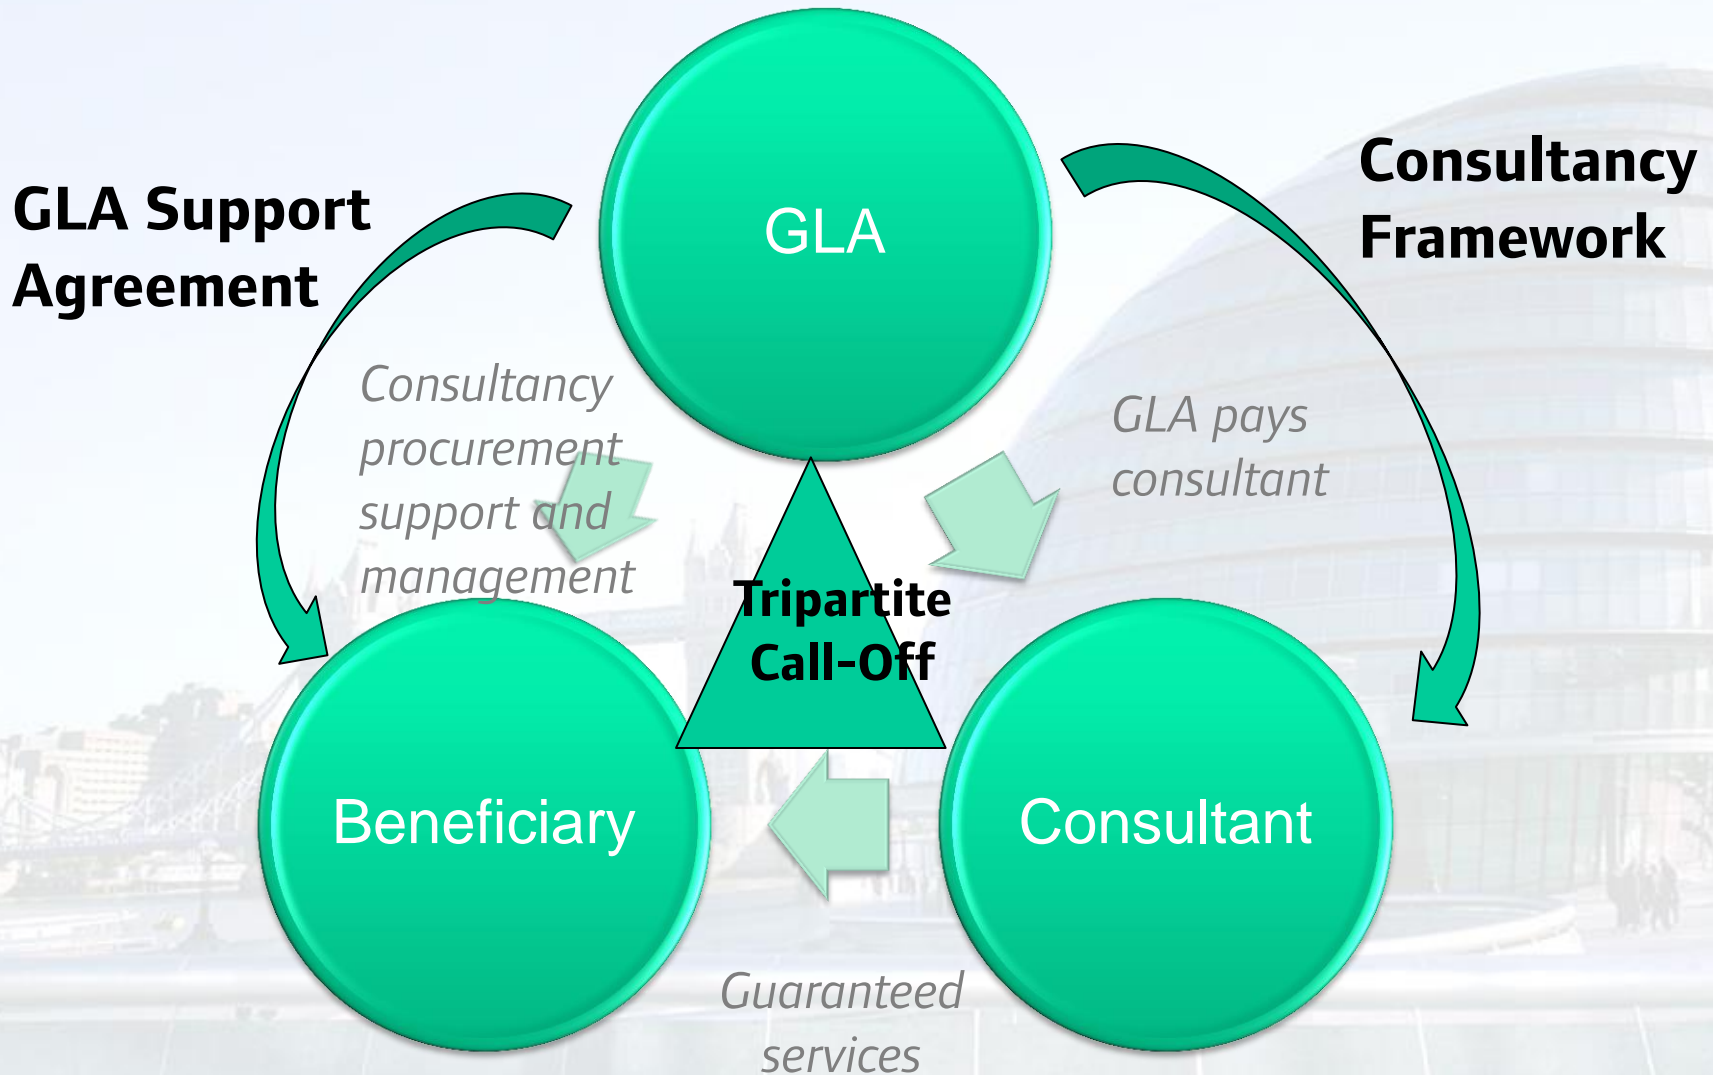 GLA
Consultancy
Framework
GLA Support
Agreement
Consultancy
procurement
support and
management
GLA pays
consultant
Tripartite
Call-Off
Beneficiary
Consultant
Guaranteed
services